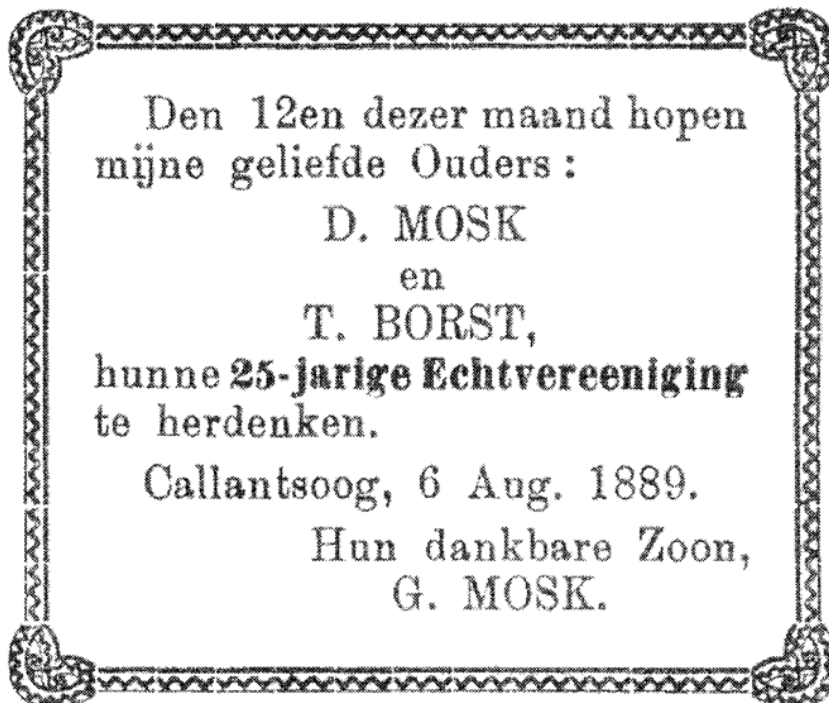 Den 12en dezer maand hopen
mijne geliefde Ouders :
D. MOSK
en
T. BORST,
hunne 25-jarige Echtvereeniging
te herdenken.
Callantsoog, 6 Aug. 1889.
Hun dankbare Zoon,
G. MOSK.